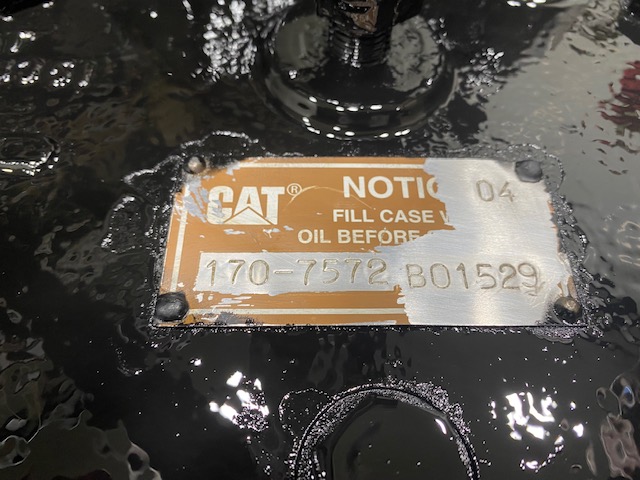 CAT® NOTIC 04
FILL CASE
OIL BEFORE
170-7572 B01529